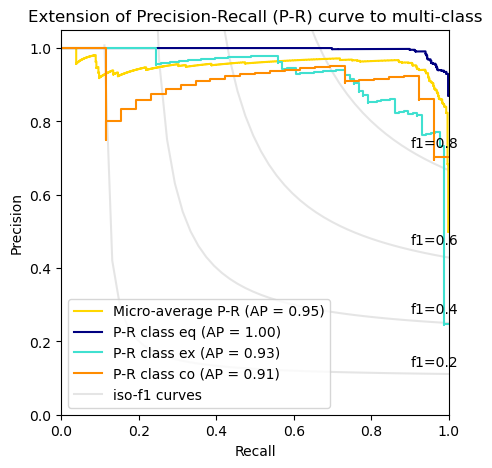 Extension of Precision-Recall (P-R) curve to multi-class
1.0
0.8
0.6
0.4
0.2
0.0
Precision
f1=0.8
f1=0.6
f1=0.4
f1=0.2
Micro-average P-R (AP = 0.95)
P-R class eq (AP = 1.00)
P-R class ex (AP = 0.93)
P-R class co (AP = 0.91)
iso-f1 curves
0.0 0.2 0.4 0.6 0.8 1.0
Recall